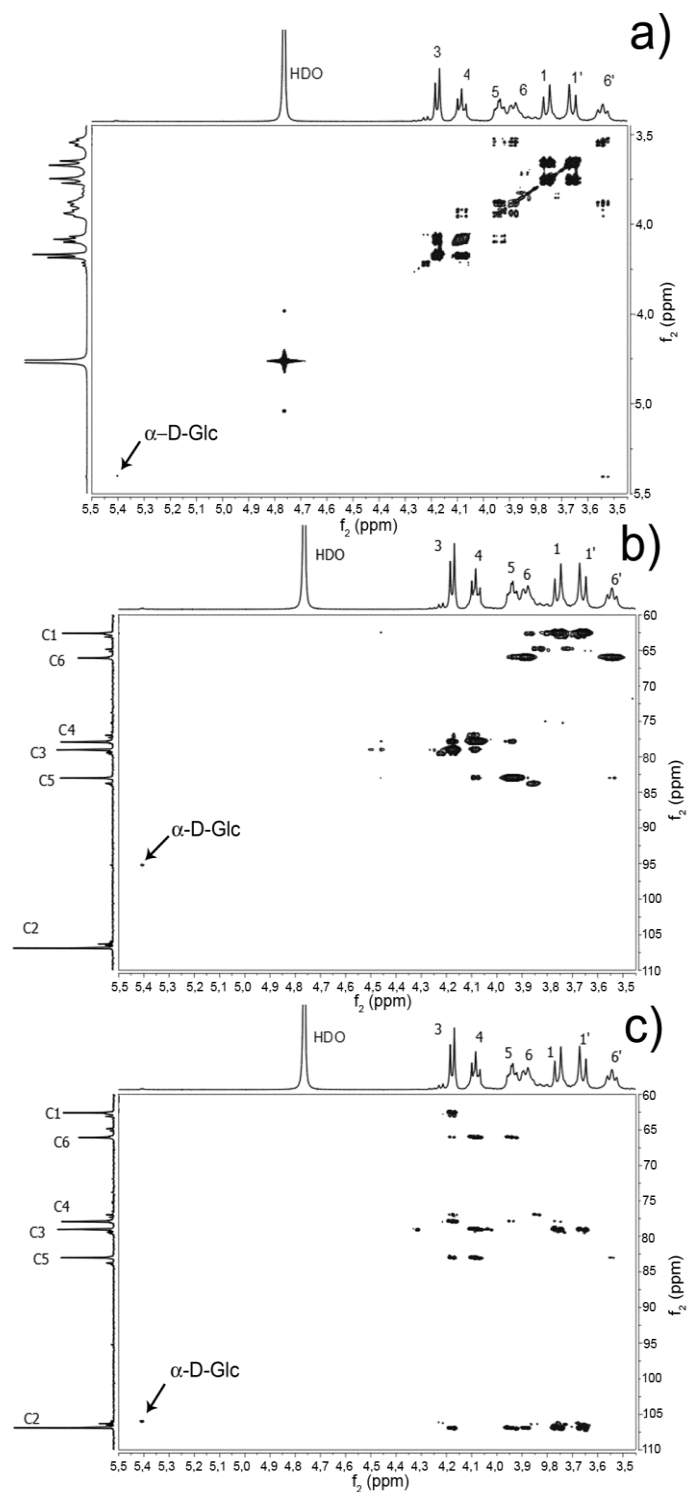 a)
3 4 5 6 1 1' 6'
HDO
3,5
4,0
4,0
5,0
5,5
f2 (ppm)
α–D-Glc
5,5 5,4 5,3 5,2 5,1 5,0 4,9 4,8 4,7 4,6 4,5 4,4 4,3 4,2 4,1 4,0 3,9 3,8 3,7 3,6 3,5
f2 (ppm)
b)
HDO
3 4 5 6 1 1' 6'
C1
C6
C4
C3
C5
C2
60
65
70
75
80
85
90
95
100
105
110
f2 (ppm)
α-D-Glc
5,5 5,4 5,3 5,2 5,1 5,0 4,9 4,8 4,7 4,6 4,5 4,4 4,3 4,2 4,1 4,0 3,9 3,8 3,7 3,6 3,5
f2 (ppm)
c)
HDO
3 4 5 6 1 1' 6'
C1
C6
C4
C3
C5
C2
60
65
70
75
80
85
90
95
100
105
110
f2 (ppm)
α-D-Glc
5,5 5,4 5,3 5,2 5,1 5,0 4,9 4,8 4,7 4,6 4,5 4,4 4,3 4,2 4,1 4,0 3,9 3,8 3,7 3,6 3,5
f2 (ppm)